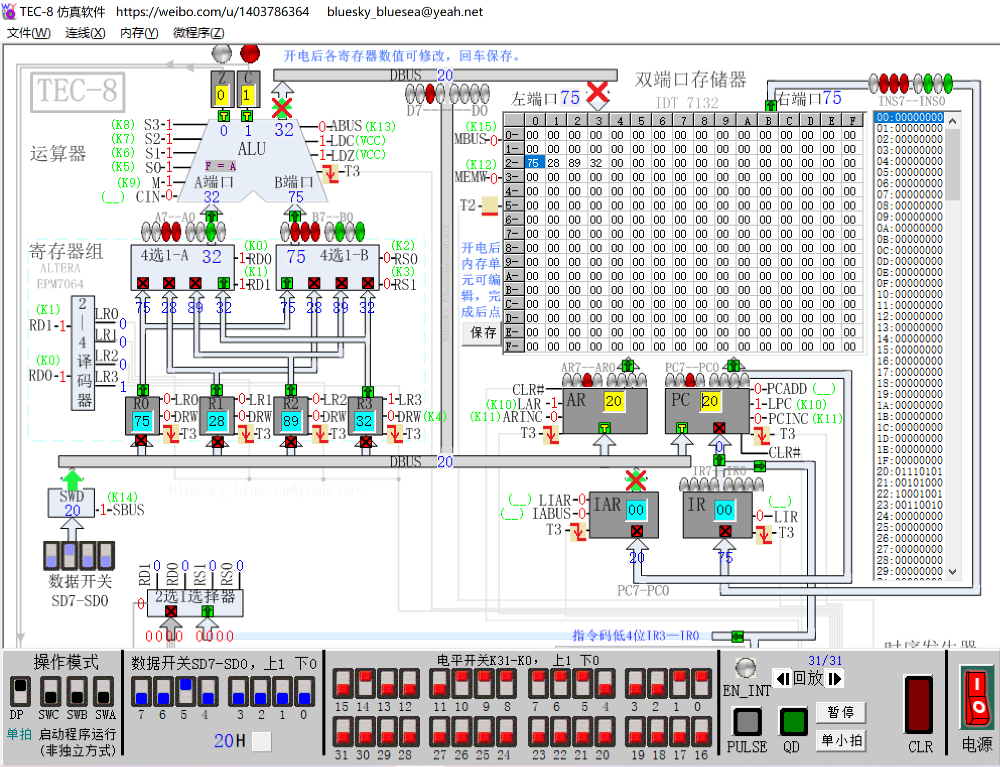 TEC-8 仿真软件 https://weibo.com/u/1403786364 bluesky_bluesea@yeah.net
文件(W) 连线(X) 内存(Y) 微程序(Z)
开电后各寄存器数值可修改，回车保存。
TEC-8
Z C
0 1
DBUS 20
D7------D0
双端口存储器
IDT 7132
左端口75
右端口75
INS7--INS0
运算器
(K8) S3-1
(K7) S2-1
(K6) S1-1
(K5) S0-1
(K9) M-1
(__) CIN-0
T T
0 1 32
ALU
F = A
A端口 B端口
32 75
0-ABUS (K13)
1-LDC(VCC)
1-LDZ(VCC)
T3
(K15)
MBUS-0
(K12)
MEMW-0
T2
0 1 2 3 4 5 6 7 8 9 A B C D E F
0- 00 00 00 00 00 00 00 00 00 00 00 00 00 00 00 00
1- 00 00 00 00 00 00 00 00 00 00 00 00 00 00 00 00
2- 75 28 89 32 00 00 00 00 00 00 00 00 00 00 00 00
3- 00 00 00 00 00 00 00 00 00 00 00 00 00 00 00 00
4- 00 00 00 00 00 00 00 00 00 00 00 00 00 00 00 00
5- 00 00 00 00 00 00 00 00 00 00 00 00 00 00 00 00
6- 00 00 00 00 00 00 00 00 00 00 00 00 00 00 00 00
7- 00 00 00 00 00 00 00 00 00 00 00 00 00 00 00 00
8- 00 00 00 00 00 00 00 00 00 00 00 00 00 00 00 00
9- 00 00 00 00 00 00 00 00 00 00 00 00 00 00 00 00
A- 00 00 00 00 00 00 00 00 00 00 00 00 00 00 00 00
B- 00 00 00 00 00 00 00 00 00 00 00 00 00 00 00 00
C- 00 00 00 00 00 00 00 00 00 00 00 00 00 00 00 00
D- 00 00 00 00 00 00 00 00 00 00 00 00 00 00 00 00
E- 00 00 00 00 00 00 00 00 00 00 00 00 00 00 00 00
F- 00 00 00 00 00 00 00 00 00 00 00 00 00 00 00 00
开电后
内存单
元可编
辑，完
成后点
保存
00:00000000
01:00000000
02:00000000
03:00000000
04:00000000
05:00000000
06:00000000
07:00000000
08:00000000
09:00000000
0A:00000000
0B:00000000
0C:00000000
0D:00000000
0E:00000000
0F:00000000
10:00000000
11:00000000
12:00000000
13:00000000
14:00000000
15:00000000
16:00000000
17:00000000
18:00000000
19:00000000
1A:00000000
1B:00000000
1C:00000000
1D:00000000
1E:00000000
1F:00000000
20:01110101
21:00101000
22:10001001
23:00110010
24:00000000
25:00000000
26:00000000
27:00000000
28:00000000
29:00000000
A7--A0 B7--B0
寄存器组
ALTERA
EPM7064
4选1-A 32
75 4选1-B
(K0)
1-RD0
(K1)
1-RD1
(K2)
0-RS0
(K3)
0-RS1
75 28 89 32 75 28 89 32
2—4译码器
(K1)
RD1-1
(K0)
RD0-1
LR0 0
LR1 0
LR2 0
LR3 1
bluesky_bluesea@yeah.net
R0 75 0-LR0 0-DRW T3
R1 28 0-LR1 0-DRW T3
R2 89 0-LR2 0-DRW T3
R3 32 1-LR3 0-DRW (K4) T3
AR7--AR0
CLR#
(K10)LAR -1
(K11)ARINC -0
T3
AR 20
T
PC7--PC0
PC 20
T
0-PCADD (__)
1-LPC (K10)
0-PCINC (K11)
T3
0
CLR#
DBUS 20
bluesky_bluesea@yeah.net
SWD
20
(K14)
1-SBUS
数据开关
SD7-SD0
(__) LIAR-0
(__) IABUS-0
T3
IAR 00
IR7--IR0
IR 00
(__)
0-LIR
T3
20 75
PC7-PC0
RD1 0 RD0 0 RS1 0 RS0 0
0
2选1选择器
0000 0000
指令码低4位IR3—IR0
时序发生器
操作模式
DP SWC SWB SWA
单拍 启动程序运行
(非独立方式)
数据开关SD7-SD0，上1 下0
7 6 5 4 3 2 1 0
20H
电平开关K31-K0， 上1 下0
15 14 13 12 11 10 9 8 7 6 5 4 3 2 1 0
31 30 29 28 27 26 25 24 23 22 21 20 19 18 17 16
31/31
EN_INT
回放
PULSE QD
暂停
单小拍
CLR
电源